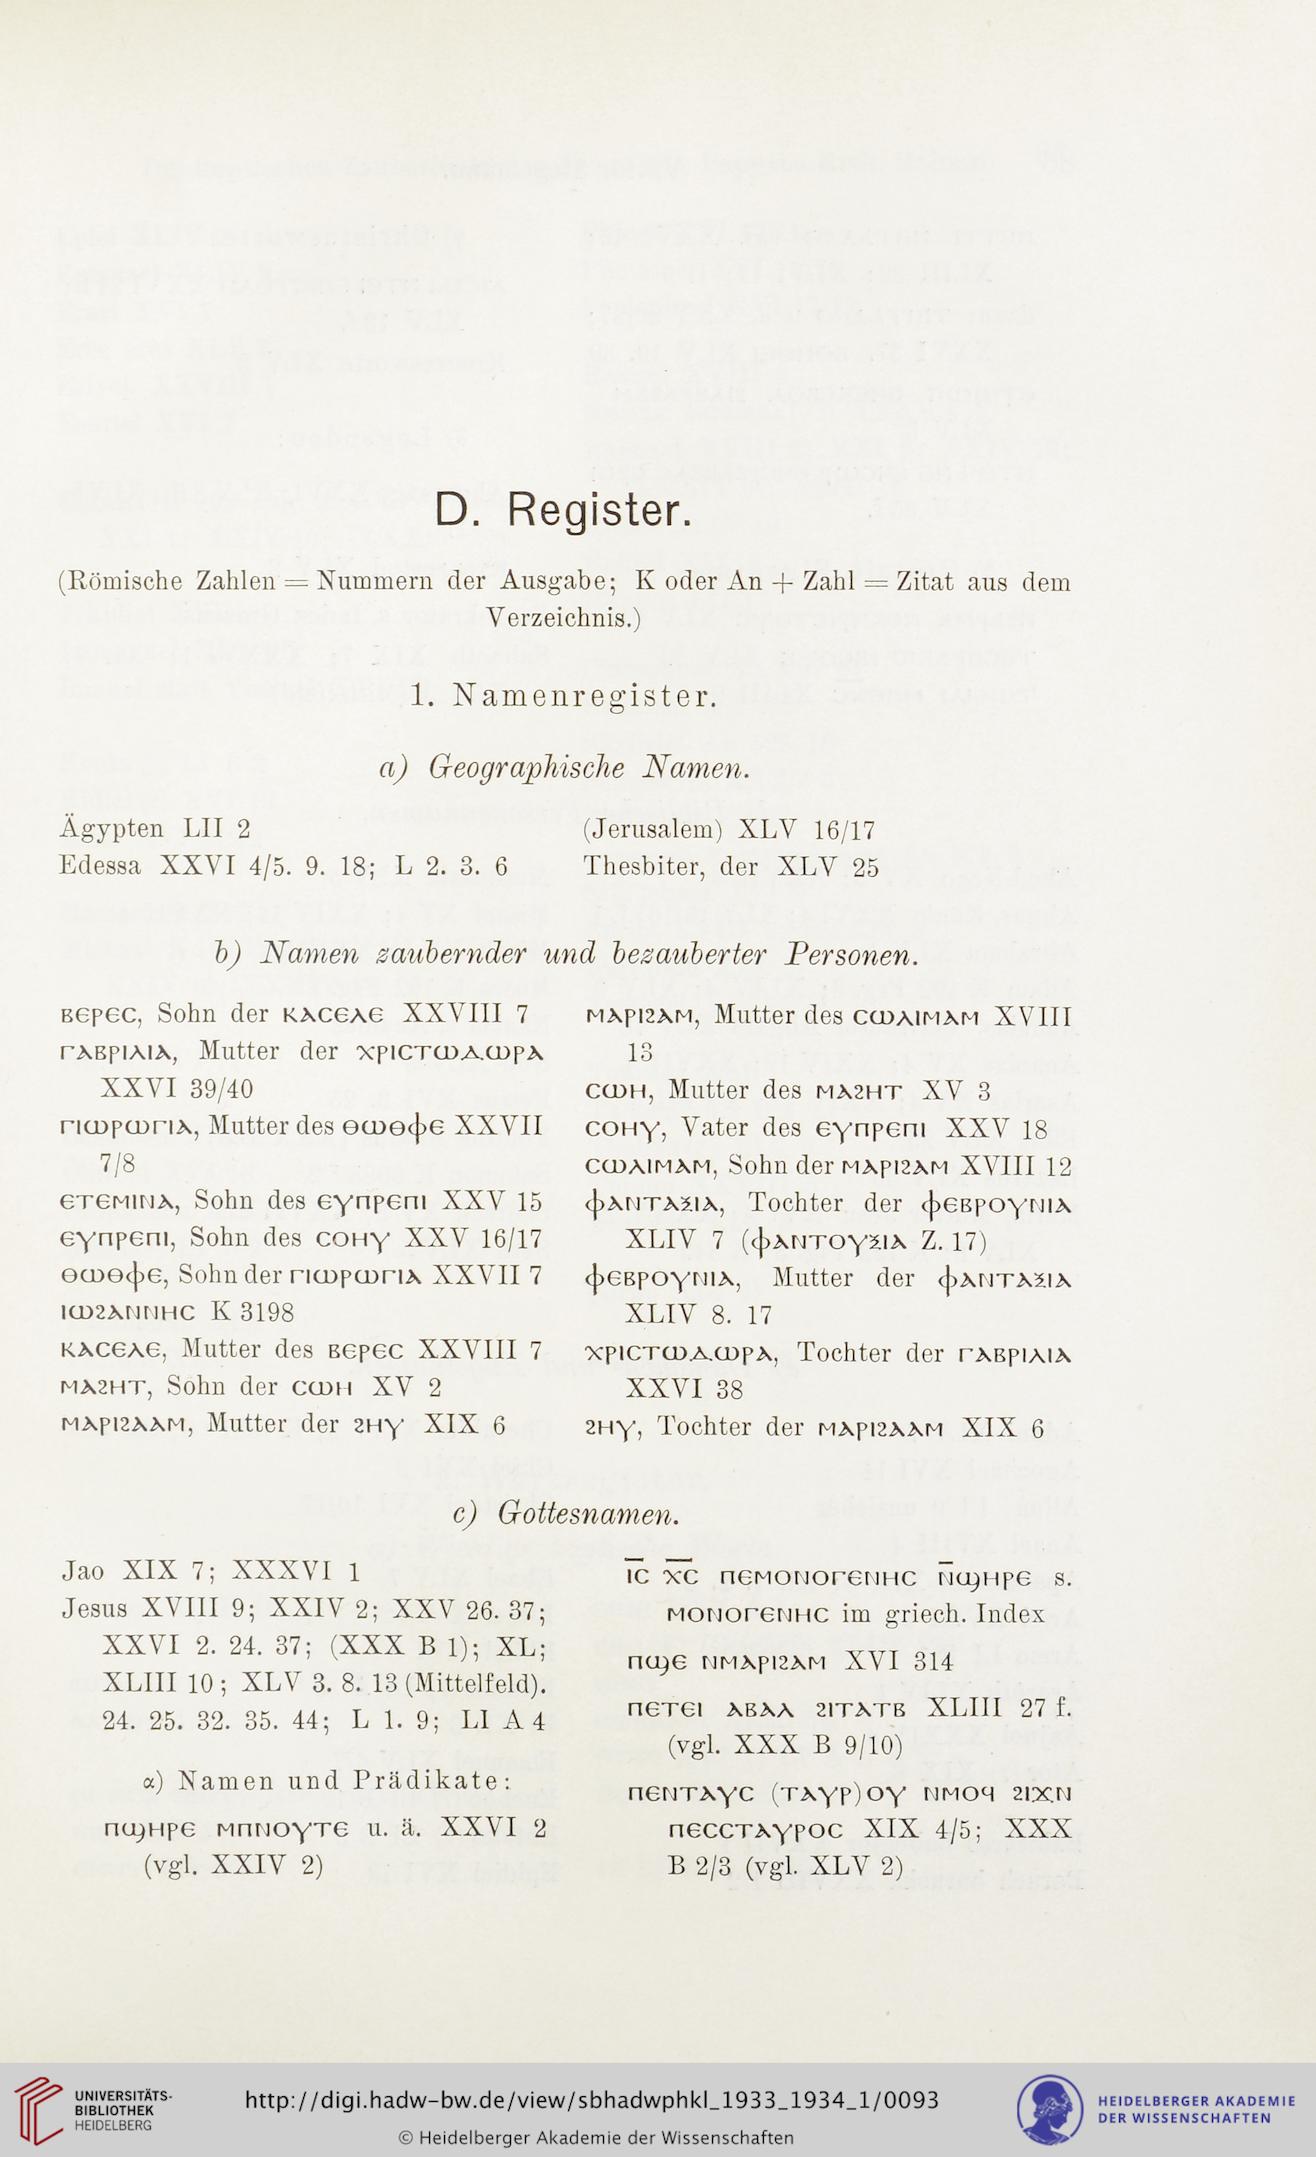 D. Register.
(Römische Zahlen = Nummern der Ausgabe; K oder An + Zahl = Zitat aus dem
Verzeichnis.)
1. Namenregister.
a) Geographische Namen.
Ägypten LII 2
Edessa XXVI 4/5. 9. 18; L 2. 3. 6
(Jerusalem) XLV 16/17
Thesbiter, der XLV 25
b) Namen zaubernder und bezauberter Personen.
ⲃⲉⲣⲉⲥ, Sohn der ⲕⲁⲥⲉⲗⲉ XXVIII 7
ⲅⲁⲃⲣⲓⲗⲓⲁ, Mutter der ⲭⲣⲓⲥⲧⲱⲇⲱⲣⲁ
XXVI 39/40
ⲅⲓⲱⲣⲱⲅⲓⲁ, Mutter des ⲑⲱⲑⲫⲉ XXVII
7/8
ⲉⲧⲉⲙⲓⲛⲁ, Sohn des ⲉⲩⲡⲣⲉⲡⲓ XXV 15
ⲉⲩⲡⲣⲉⲡⲓ, Sohn des ⲥⲟⲏⲩ XXV 16/17
ⲑⲱⲑⲫⲉ, Sohn der ⲅⲓⲱⲣⲱⲅⲓⲁ XXVII 7
ⲓⲱϩⲁⲛⲛⲏⲥ K 3198
ⲕⲁⲥⲉⲗⲉ, Mutter des ⲃⲉⲣⲉⲥ XXVIII 7
ⲙⲁϩⲏⲧ, Sohn der ⲥⲱⲏ XV 2
ⲙⲁⲣⲓϩⲁⲁⲙ, Mutter der ϩⲏⲩ XIX 6
ⲙⲁⲣⲓϩⲁⲙ, Mutter des ⲥⲱⲗⲓⲙⲁⲙ XVIII
13
ⲥⲱⲏ, Mutter des ⲙⲁϩⲏⲧ XV 3
ⲥⲟⲏⲩ, Vater des ⲉⲩⲡⲣⲉⲡⲓ XXV 18
ⲥⲱⲗⲓⲙⲁⲙ, Sohn der ⲙⲁⲣⲓϩⲁⲙ XVIII 12
ⲫⲁⲛⲧⲁⲝⲓⲁ, Tochter der ⲫⲉⲃⲣⲟⲩⲛⲓⲁ
XLIV 7 (ⲫⲁⲛⲧⲟⲩⲝⲓⲁ Z. 17)
ⲫⲉⲃⲣⲟⲩⲛⲓⲁ, Mutter der ⲫⲁⲛⲧⲁⲝⲓⲁ
XLIV 8. 17
ⲭⲣⲓⲥⲧⲱⲇⲱⲣⲁ, Tochter der ⲅⲁⲃⲣⲓⲗⲓⲁ
XXVI 38
ϩⲏⲩ, Tochter der ⲙⲁⲣⲓϩⲁⲁⲙ XIX 6
c) Gottesnamen.
Jao XIX 7; XXXVI 1
Jesus XVIII 9; XXIV 2; XXV 26. 37;
XXVI 2. 24. 37; (XXX B 1); XL;
XLIII 10; XLV 3. 8. 13 (Mittelfeld).
24. 25. 32. 35. 44; L 1. 9; LI A 4
α) Namen und Prädikate:
ⲡϣⲏⲣⲉ ⲙⲡⲛⲟⲩⲧⲉ u. ä. XXVI 2
(vgl. XXIV 2)
ⲓ̅ⲥ̅ ⲭ̅ⲥ̅ ⲡⲉⲙⲟⲛⲟⲅⲉⲛⲏⲥ ⲛ̅ϣⲏⲣⲉ s.
ⲙⲟⲛⲟⲅⲉⲛⲏⲥ im griech. Index
ⲡϣⲉ ⲛⲙⲁⲣⲓϩⲁⲙ XVI 314
ⲡⲉⲧⲉⲓ ⲁⲃⲁⲗ ϩⲓⲧⲁⲧⲃ XLIII 27 f.
(vgl. XXX B 9/10)
ⲡⲉⲛⲧⲁⲩⲥ (ⲧⲁⲩⲣ)ⲟⲩ ⲛⲙⲟϥ ϩⲓϫⲛ
ⲡⲉⲥⲥⲧⲁⲩⲣⲟⲥ XIX 4/5; XXX
B 2/3 (vgl. XLV 2)
UNIVERSITÄTS-
BIBLIOTHEK
HEIDELBERG
http://digi.hadw-bw.de/view/sbhadwphkl_1933_1934_1/0093
© Heidelberger Akademie der Wissenschaften
HEIDELBERGER AKADEMIE
DER WISSENSCHAFTEN